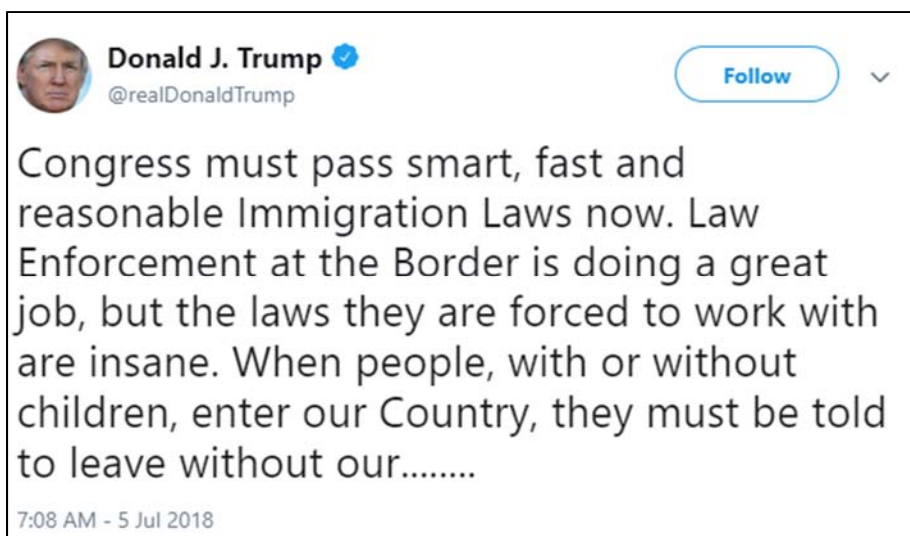 Donald J. Trump
Follow
@realDonaldTrump
Congress must pass smart, fast and
reasonable Immigration Laws now. Law
Enforcement at the Border is doing a great
job, but the laws they are forced to work with
are insane. When people, with or without
children, enter our Country, they must be told
to leave without our........
7:08 AM - 5 Jul 2018